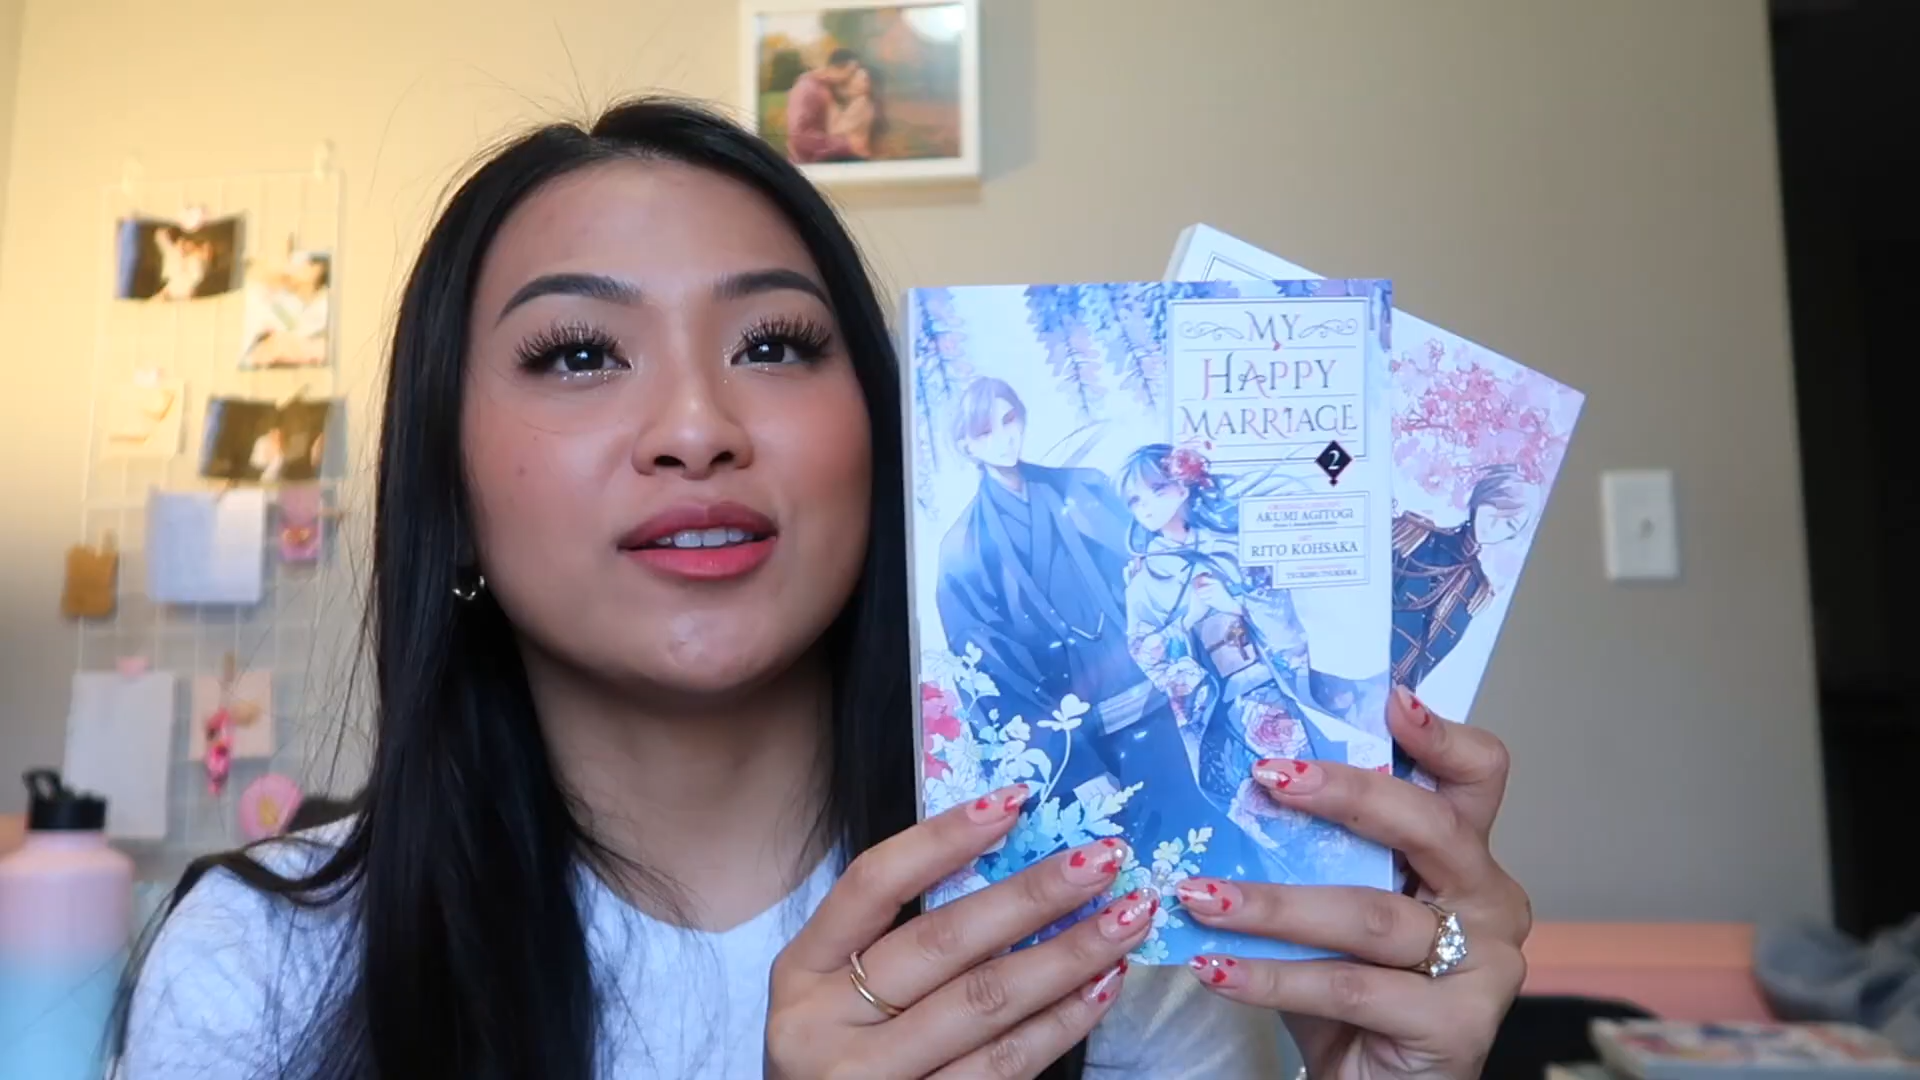 MY
HAPPY
MARRIAGE
2
AKUMI AGITOGI
RITO KOHSAKA